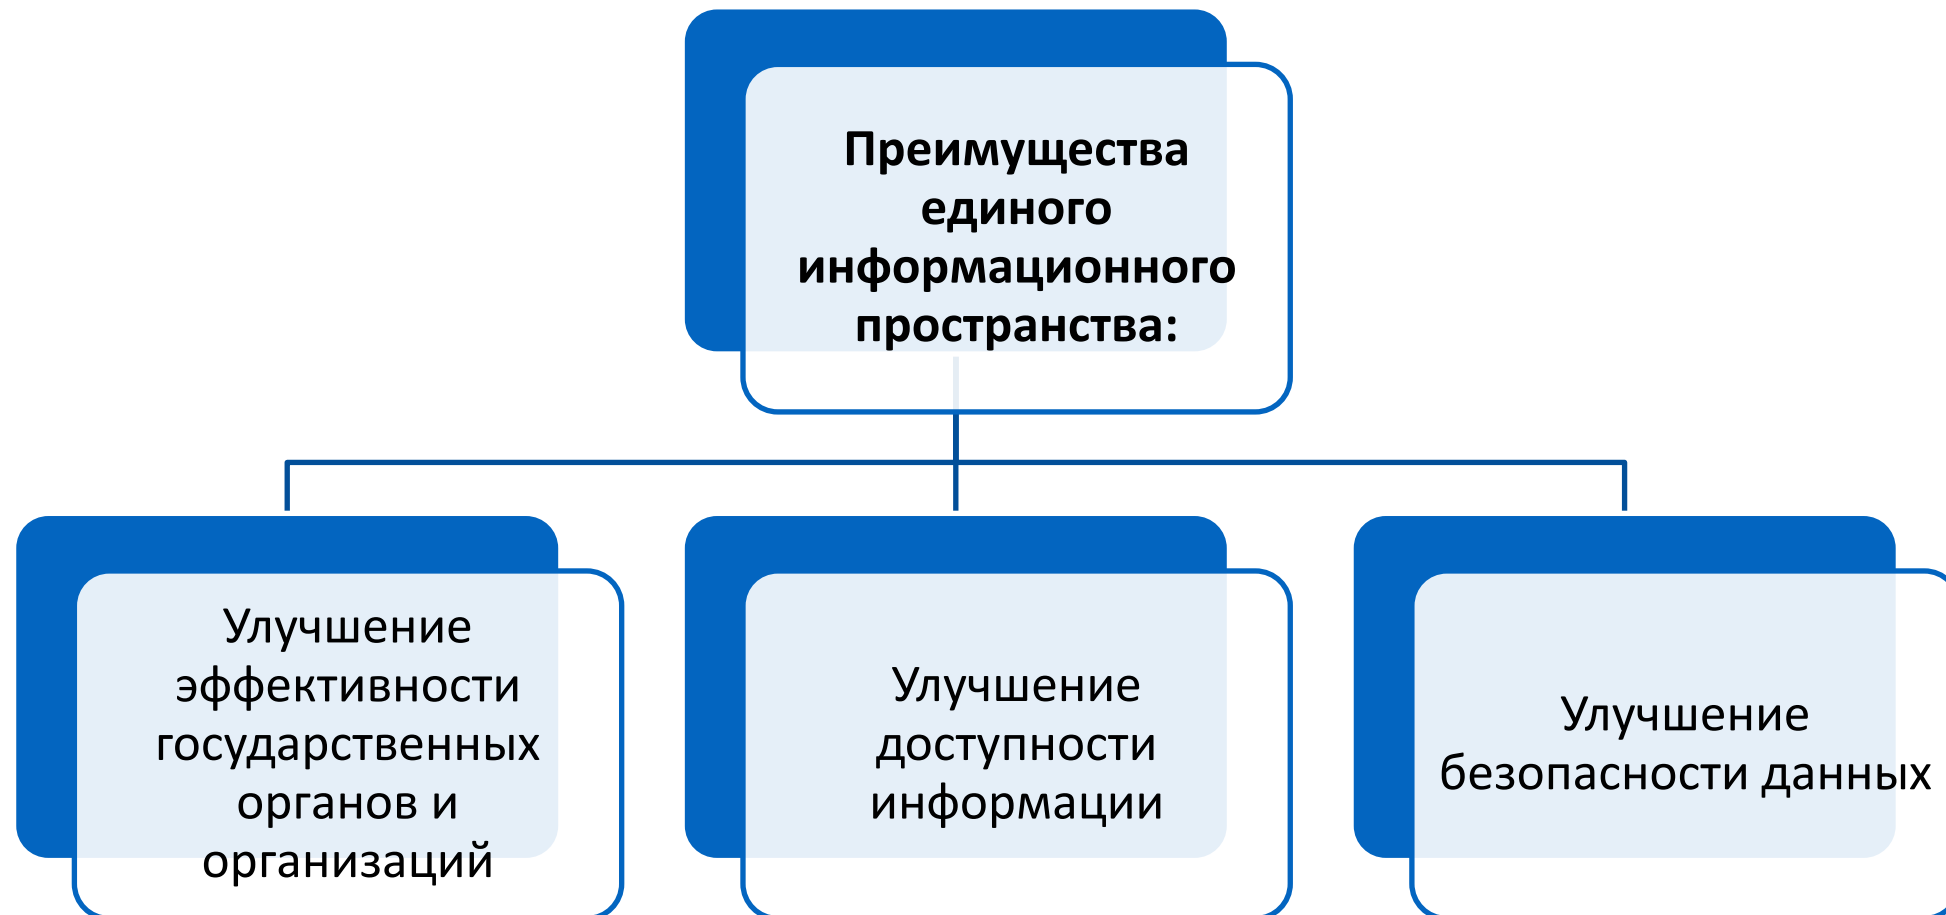 Преимущества
единого
информационного
пространства:
Улучшение
эффективности
государственных
органов и
организаций
Улучшение
доступности
информации
Улучшение
безопасности данных